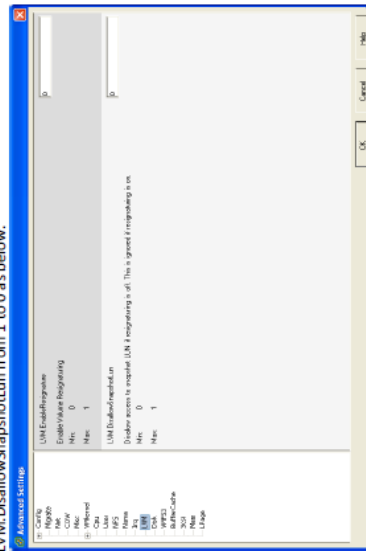 LVM.DisallowSnapshotLun from 1 to 0 as below.
Advanced Settings
Config
Migrate
Net
COW
Misc
VMkernel
Cpu
User
NFS
Numa
Irq
LVM
Disk
VMFS3
BufferCache
SCSI
Mem
LPage
LVM.EnableResignature
0
Enable Volume Resignaturing
Min: 0
Max: 1
LVM.DisallowSnapshotLun
0
Disallow access to snapshot LUN if resignaturing is off. This is ignored if resignaturing is on.
Min: 0
Max: 1
OK
Cancel
Help